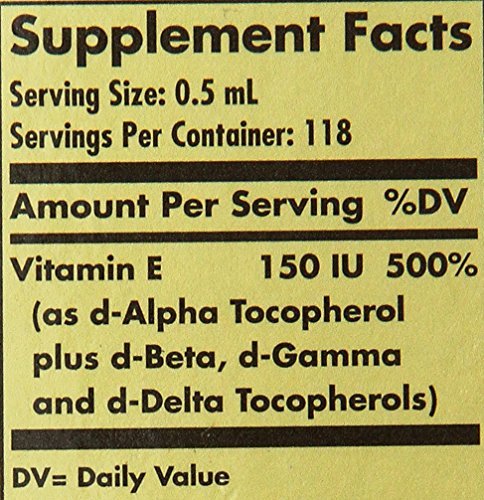 Supplement Facts
Serving Size: 0.5 mL
Servings Per Container: 118
Amount Per Serving %DV
Vitamin E 150 IU 500%
(as d-Alpha Tocopherol
plus d-Beta, d-Gamma
and d-Delta Tocopherols)
DV= Daily Value